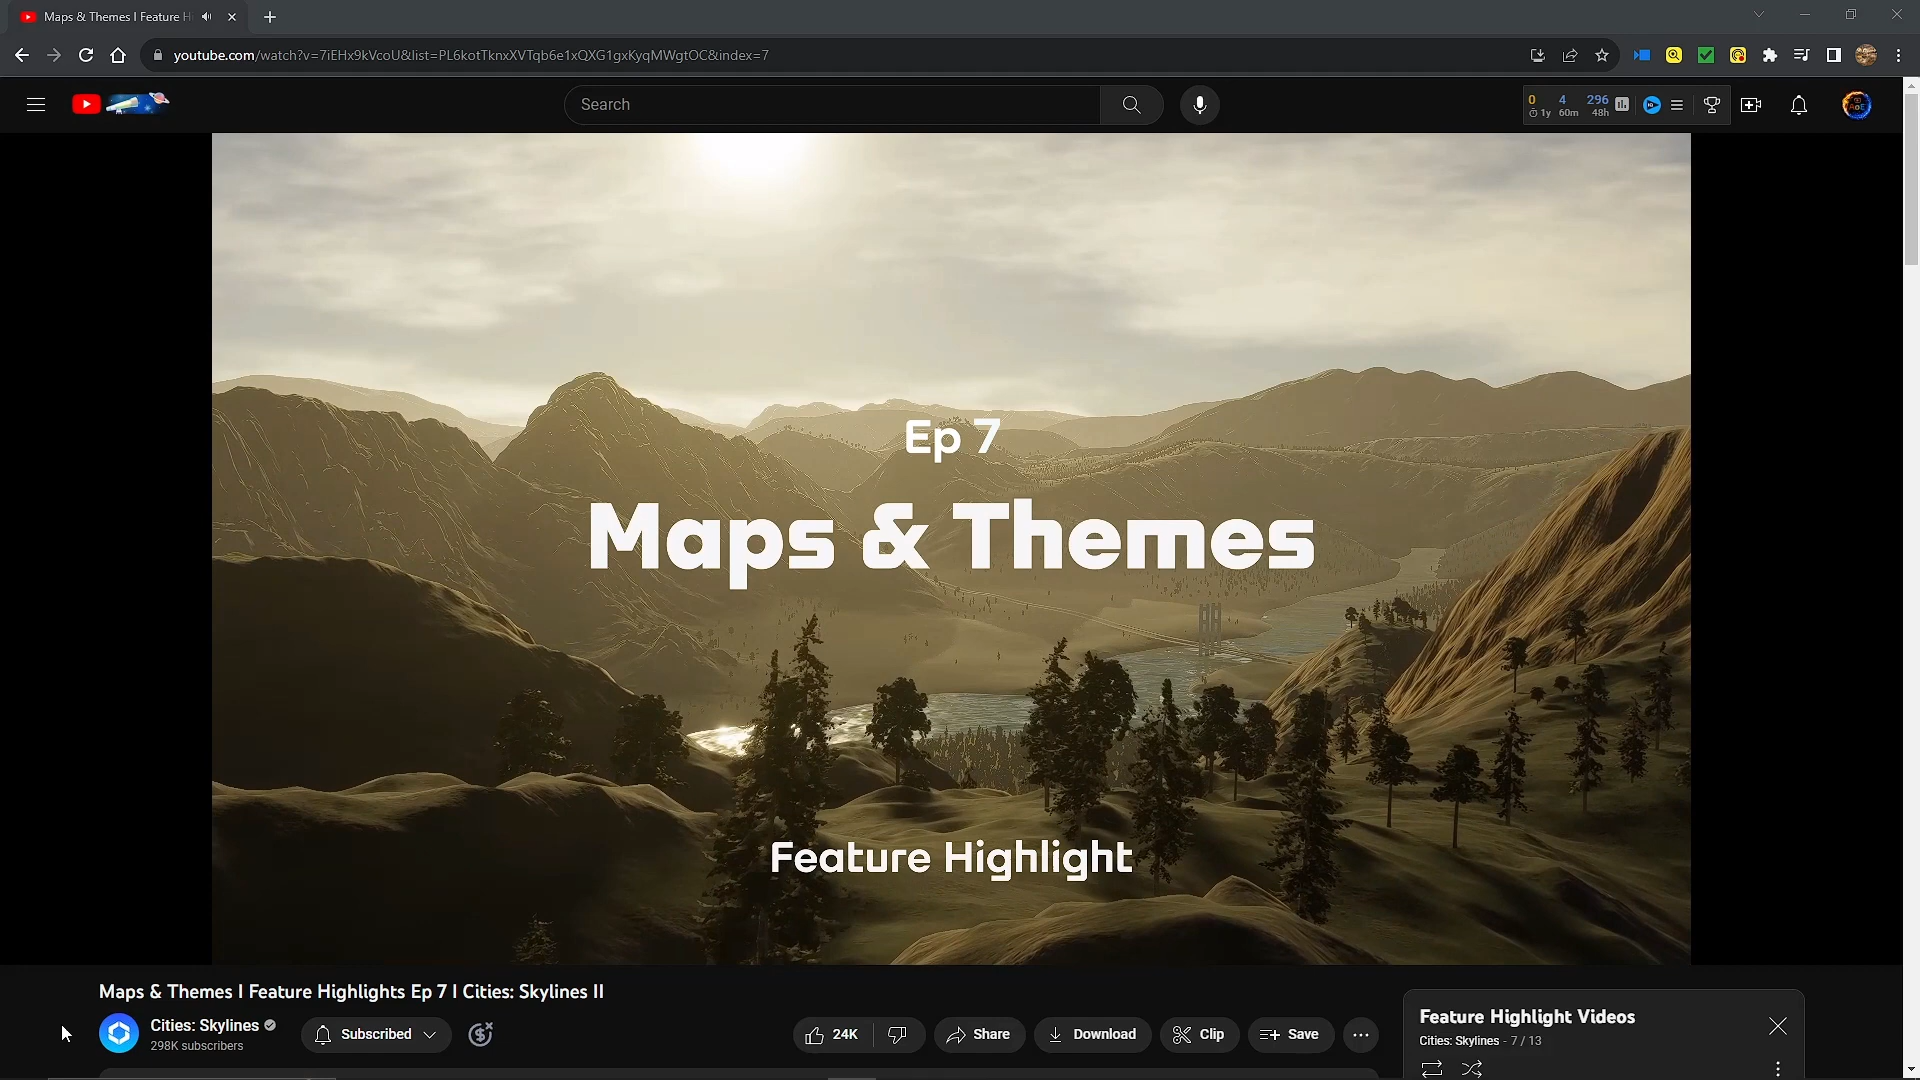 Maps & Themes I Feature Hi
youtube.com/watch?v=7iEHx9kVcoU&list=PL6kotTknxXVTqb6e1xQXG1gxKyqMWgtOC&index=7
Search
0 4 296
1y 60m 48h
Ep 7
Maps & Themes
Feature Highlight
Maps & Themes I Feature Highlights Ep 7 I Cities: Skylines II
Cities: Skylines
298K subscribers
Subscribed
24K
Share
Download
Clip
Save
Feature Highlight Videos
Cities: Skylines - 7 / 13